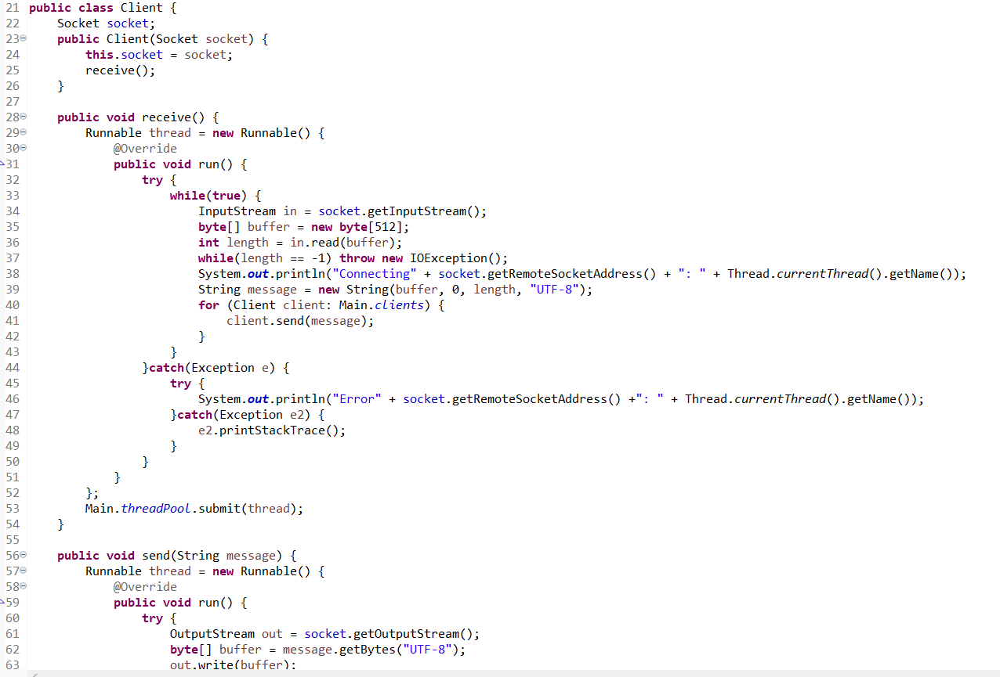 21 public class Client {
22     Socket socket;
23     public Client(Socket socket) {
24         this.socket = socket;
25         receive();
26     }
27
28     public void receive() {
29         Runnable thread = new Runnable() {
30             @Override
31             public void run() {
32                 try {
33                     while(true) {
34                         InputStream in = socket.getInputStream();
35                         byte[] buffer = new byte[512];
36                         int length = in.read(buffer);
37                         while(length == -1) throw new IOException();
38                         System.out.println("Connecting" + socket.getRemoteSocketAddress() + ": " + Thread.currentThread().getName());
39                         String message = new String(buffer, 0, length, "UTF-8");
40                         for (Client client: Main.clients) {
41                             client.send(message);
42                         }
43                     }
44                 }catch(Exception e) {
45                     try {
46                         System.out.println("Error" + socket.getRemoteSocketAddress() +": " + Thread.currentThread().getName());
47                     }catch(Exception e2) {
48                         e2.printStackTrace();
49                     }
50                 }
51             }
52         };
53         Main.threadPool.submit(thread);
54     }
55
56     public void send(String message) {
57         Runnable thread = new Runnable() {
58             @Override
59             public void run() {
60                 try {
61                     OutputStream out = socket.getOutputStream();
62                     byte[] buffer = message.getBytes("UTF-8");
63                     out.write(buffer);